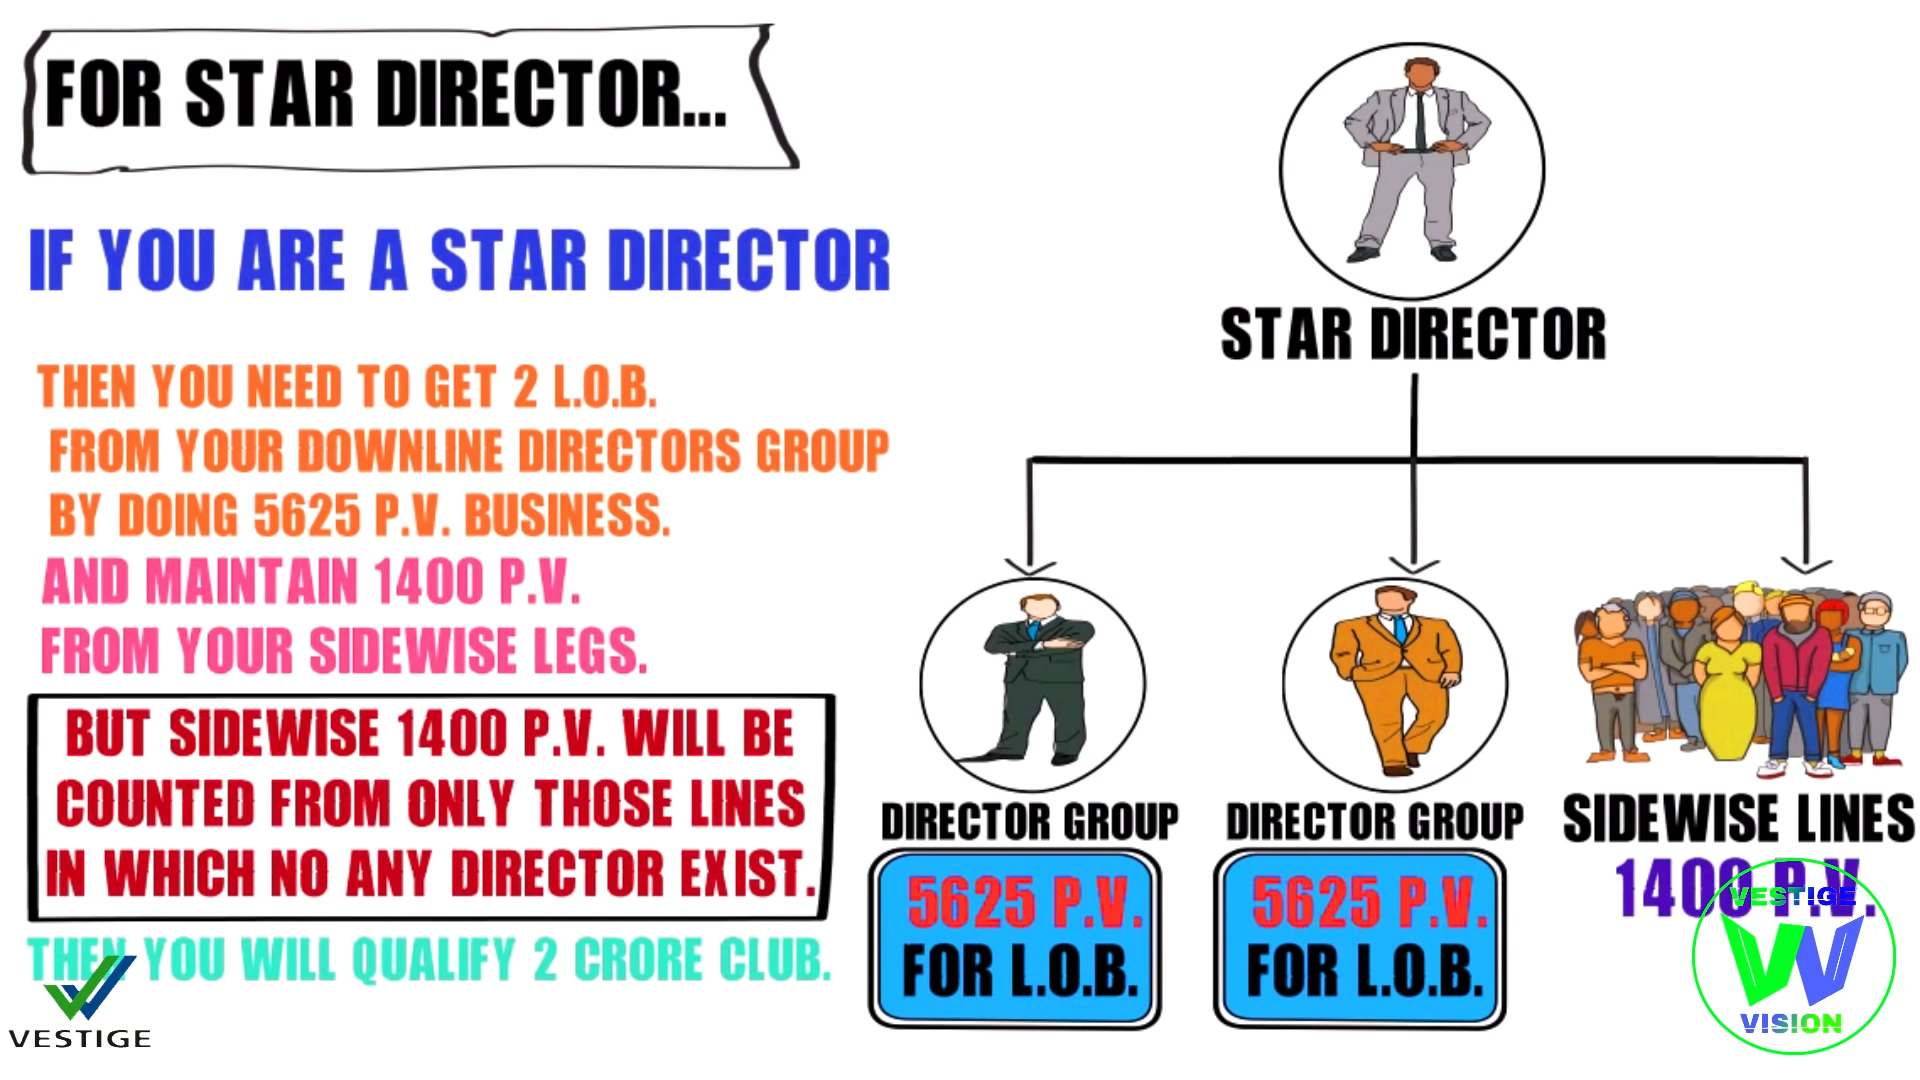 FOR STAR DIRECTOR...
IF YOU ARE A STAR DIRECTOR
THEN YOU NEED TO GET 2 L.O.B.
FROM YOUR DOWNLINE DIRECTORS GROUP
BY DOING 5625 P.V. BUSINESS.
AND MAINTAIN 1400 P.V.
FROM YOUR SIDEWISE LEGS.
BUT SIDEWISE 1400 P.V. WILL BE
COUNTED FROM ONLY THOSE LINES
IN WHICH NO ANY DIRECTOR EXIST.
THEN YOU WILL QUALIFY 2 CRORE CLUB.
VESTIGE
STAR DIRECTOR
DIRECTOR GROUP
5625 P.V.
FOR L.O.B.
DIRECTOR GROUP
5625 P.V.
FOR L.O.B.
SIDEWISE LINES
1400 P.V.
VESTIGE
VISION